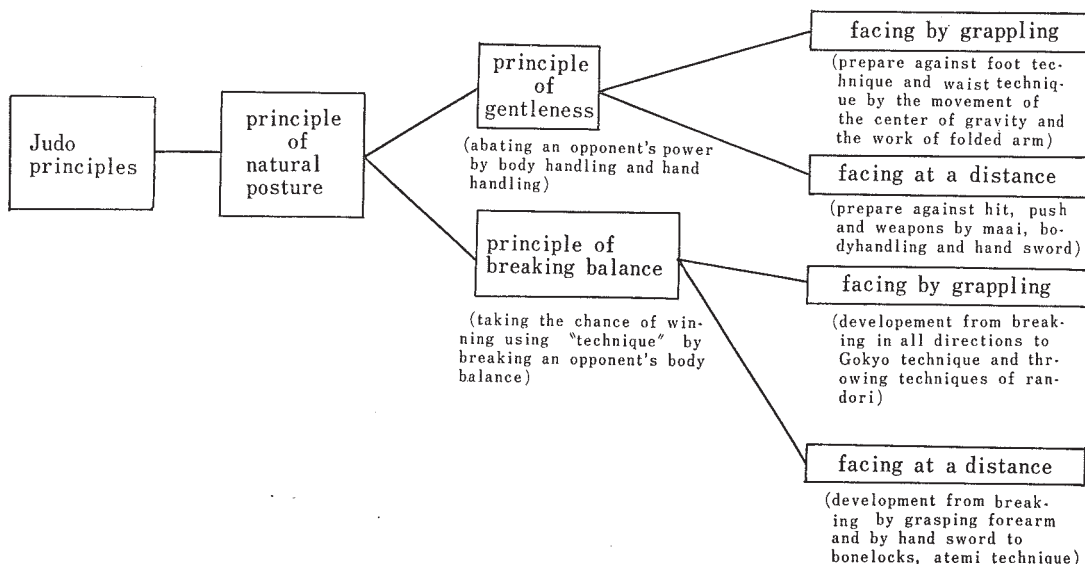 Judo
principles
principle
of
natural
posture
principle
of
gentleness
(abating an opponent's power
by body handling and hand
handling)
principle of
breaking balance
(taking the chance of win-
ning using "technique" by
breaking an opponent's body
balance)
facing by grappling
(prepare against foot tec-
hnique and waist techniq-
ue by the movement of
the center of gravity and
the work of folded arm)
facing at a distance
(prepare against hit, push
and weapons by maai, bo-
dyhandling and hand sword)
facing by grappling
(developement from break-
ing in all directions to
Gokyo technique and thr-
owing techniques of ran-
dori)
facing at a distance
(development from break-
ing by grasping forearm
and by hand sword to
bonelocks, atemi technique)